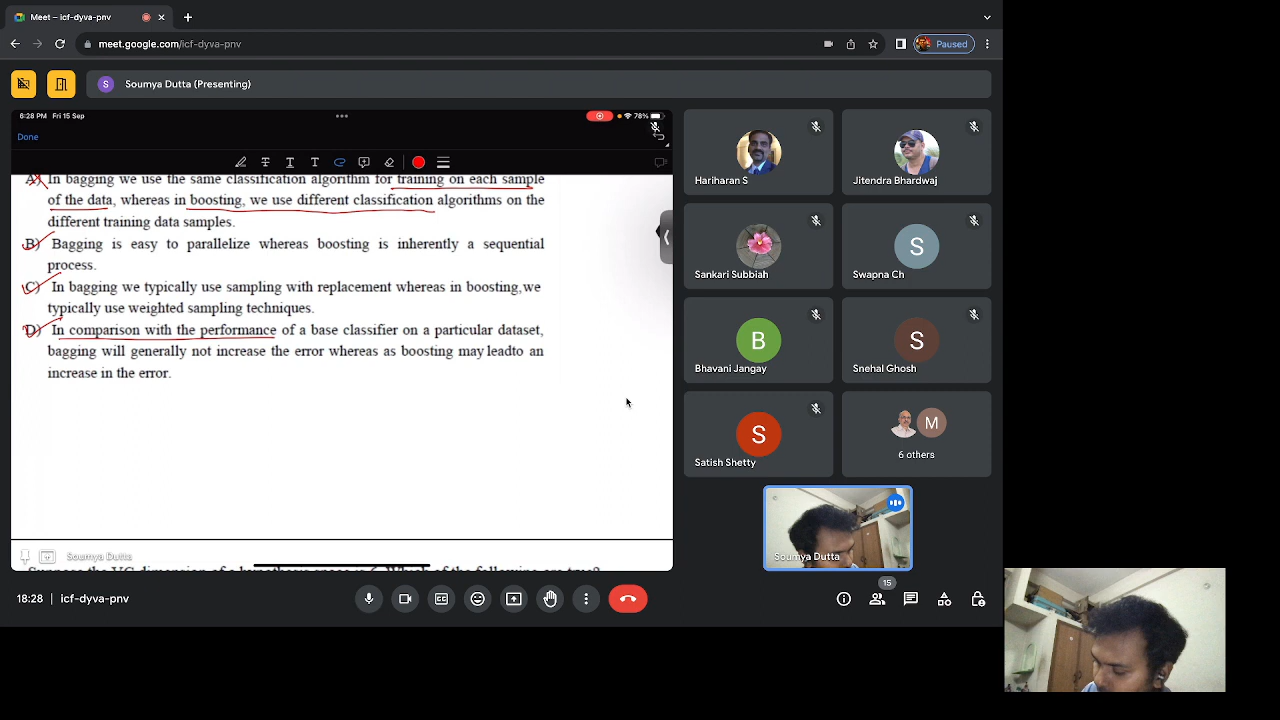 Meet – icf-dyva-pnv
meet.google.com/icf-dyva-pnv
Paused
S
Soumya Dutta (Presenting)
6:28 PM Fri 15 Sep
78%
Done
A) In bagging we use the same classification algorithm for training on each sample
of the data, whereas in boosting, we use different classification algorithms on the
different training data samples.
B) Bagging is easy to parallelize whereas boosting is inherently a sequential
process.
C) In bagging we typically use sampling with replacement whereas in boosting, we
typically use weighted sampling techniques.
D) In comparison with the performance of a base classifier on a particular dataset,
bagging will generally not increase the error whereas as boosting may leadto an
increase in the error.
Soumya Dutta
Hariharan S
Jitendra Bhardwaj
Sankari Subbiah
S
Swapna Ch
B
Bhavani Jangay
S
Snehal Ghosh
S
Satish Shetty
M
6 others
Soumya Dutta
18:28 | icf-dyva-pnv
15